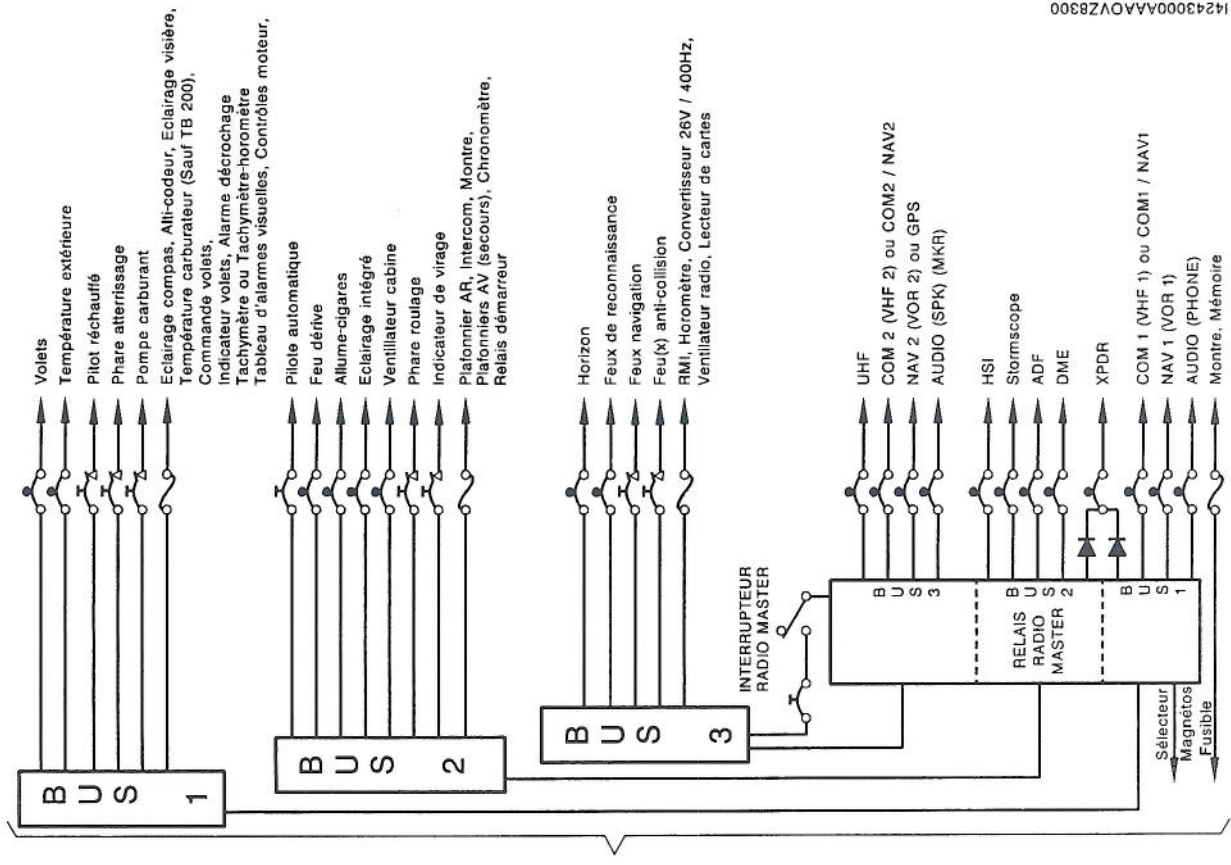 I4243000AAAOVZ8300
Volets
Température extérieure
Pitot réchauffé
Phare atterrissage
Pompe carburant
Eclairage compas, Alti-codeur, Eclairage visière,
Température carburateur (Sauf TB 200),
Commande volets,
Indicateur volets, Alarme décrochage
Tachymètre ou Tachymètre-horomètre
Tableau d'alarmes visuelles, Contrôles moteur,
BUS 1
Pilote automatique
Feu dérive
Allume-cigares
Eclairage intégré
Ventilateur cabine
Phare roulage
Indicateur de virage
Plafonnier AR, Intercom, Montre,
Plafonniers AV (secours), Chronomètre,
Relais démarreur
BUS 2
Horizon
Feux de reconnaissance
Feux navigation
Feu(x) anti-collision
RMI, Horomètre, Convertisseur 26V / 400Hz,
Ventilateur radio, Lecteur de cartes
BUS 3
INTERRUPTEUR
RADIO MASTER
UHF
COM 2 (VHF 2) ou COM2 / NAV2
NAV 2 (VOR 2) ou GPS
AUDIO (SPK) (MKR)
BUS 3
HSI
Stormscope
ADF
DME
BUS 2
RELAIS
RADIO
MASTER
XPDR
COM 1 (VHF 1) ou COM1 / NAV1
NAV 1 (VOR 1)
AUDIO (PHONE)
BUS 1
Montre, Mémoire
Sélecteur
Magnétos
Fusible